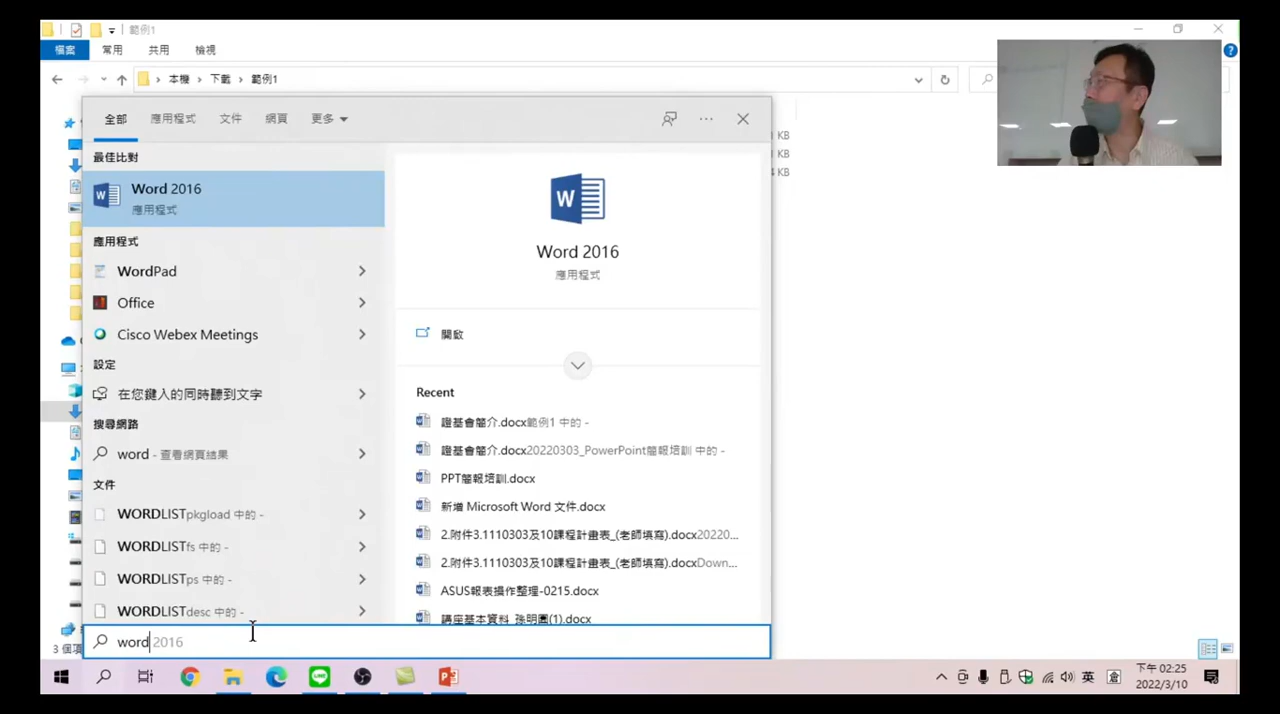 範例1
檔案 常用 共用 檢視
本機 下載 範例1
全部 應用程式 文件 網頁 更多
最佳比對
Word 2016
應用程式
應用程式
WordPad
Office
Cisco Webex Meetings
設定
在您鍵入的同時聽到文字
搜尋網路
word - 查看網頁結果
文件
WORDLISTpkgload 中的 -
WORDLISTfs 中的 -
WORDLISTps 中的 -
WORDLISTdesc 中的 -
word 2016
Word 2016
應用程式
開啟
Recent
證基會簡介.docx範例1 中的 -
證基會簡介.docx20220303_PowerPoint簡報培訓 中的 -
PPT簡報培訓.docx
新增 Microsoft Word 文件.docx
2.附件3.1110303及10課程計畫表_(老師填寫).docx20220...
2.附件3.1110303及10課程計畫表_(老師填寫).docxDown...
ASUS報表操作整理-0215.docx
講座基本資料_孫明圖(1).docx
KB
KB
KB
3 個項
英 倉
下午 02:25
2022/3/10